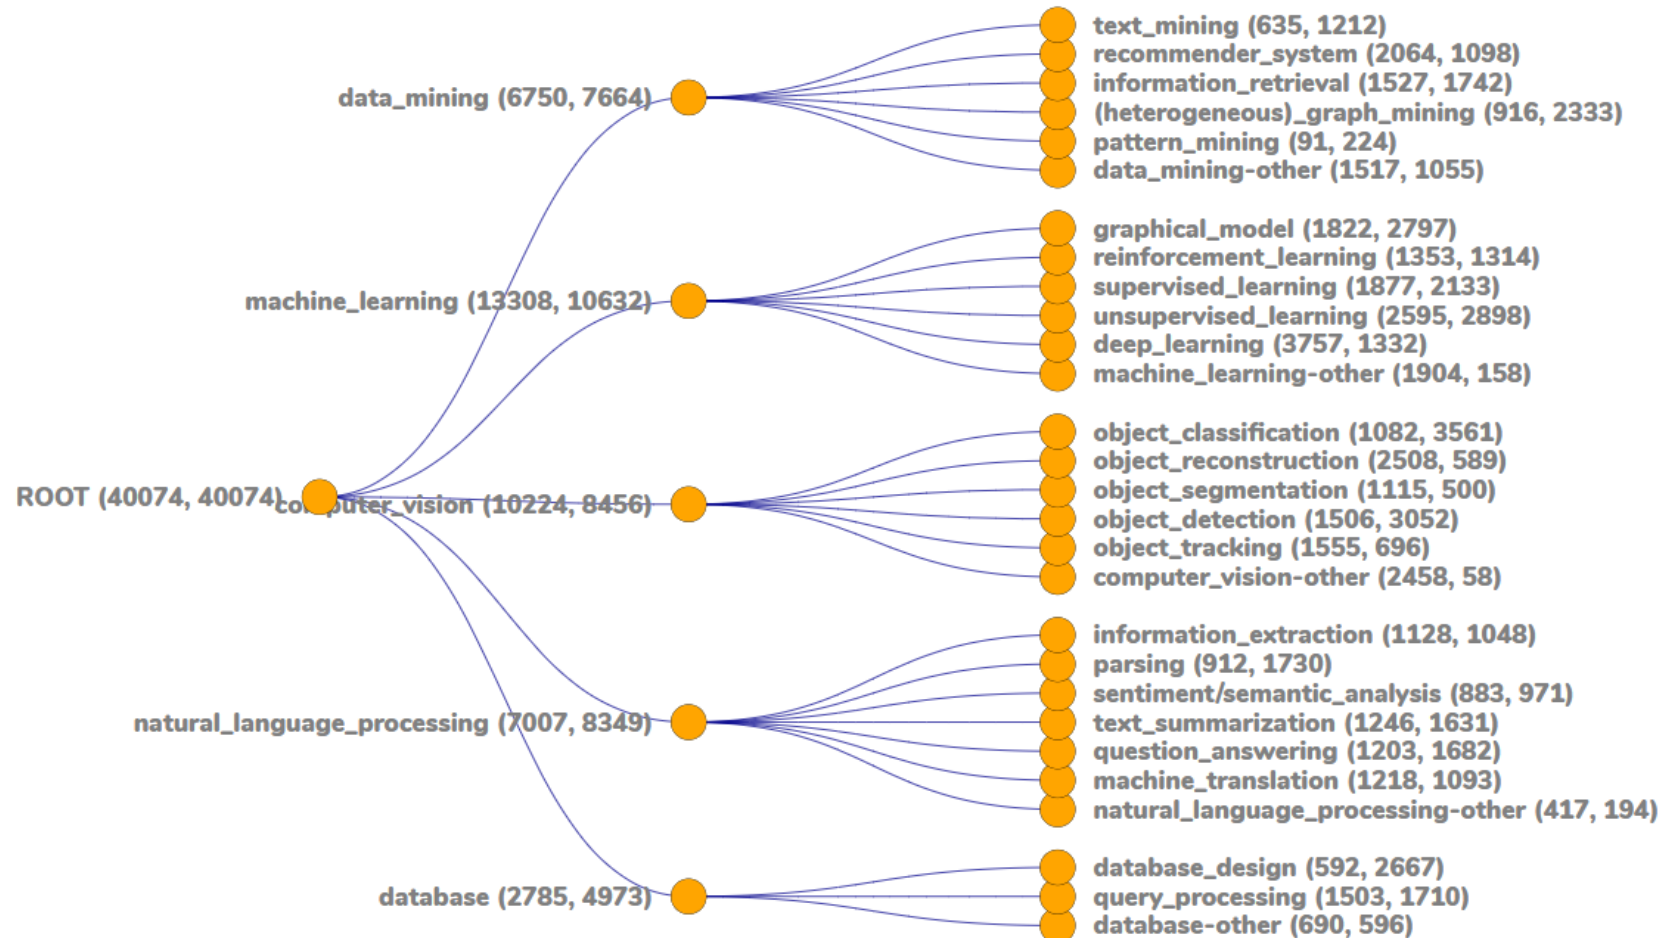 ROOT (40074, 40074)
data_mining (6750, 7664)
text_mining (635, 1212)
recommender_system (2064, 1098)
information_retrieval (1527, 1742)
(heterogeneous)_graph_mining (916, 2333)
pattern_mining (91, 224)
data_mining-other (1517, 1055)
machine_learning (13308, 10632)
graphical_model (1822, 2797)
reinforcement_learning (1353, 1314)
supervised_learning (1877, 2133)
unsupervised_learning (2595, 2898)
deep_learning (3757, 1332)
machine_learning-other (1904, 158)
computer_vision (10224, 8456)
object_classification (1082, 3561)
object_reconstruction (2508, 589)
object_segmentation (1115, 500)
object_detection (1506, 3052)
object_tracking (1555, 696)
computer_vision-other (2458, 58)
natural_language_processing (7007, 8349)
information_extraction (1128, 1048)
parsing (912, 1730)
sentiment/semantic_analysis (883, 971)
text_summarization (1246, 1631)
question_answering (1203, 1682)
machine_translation (1218, 1093)
natural_language_processing-other (417, 194)
database (2785, 4973)
database_design (592, 2667)
query_processing (1503, 1710)
database-other (690, 596)